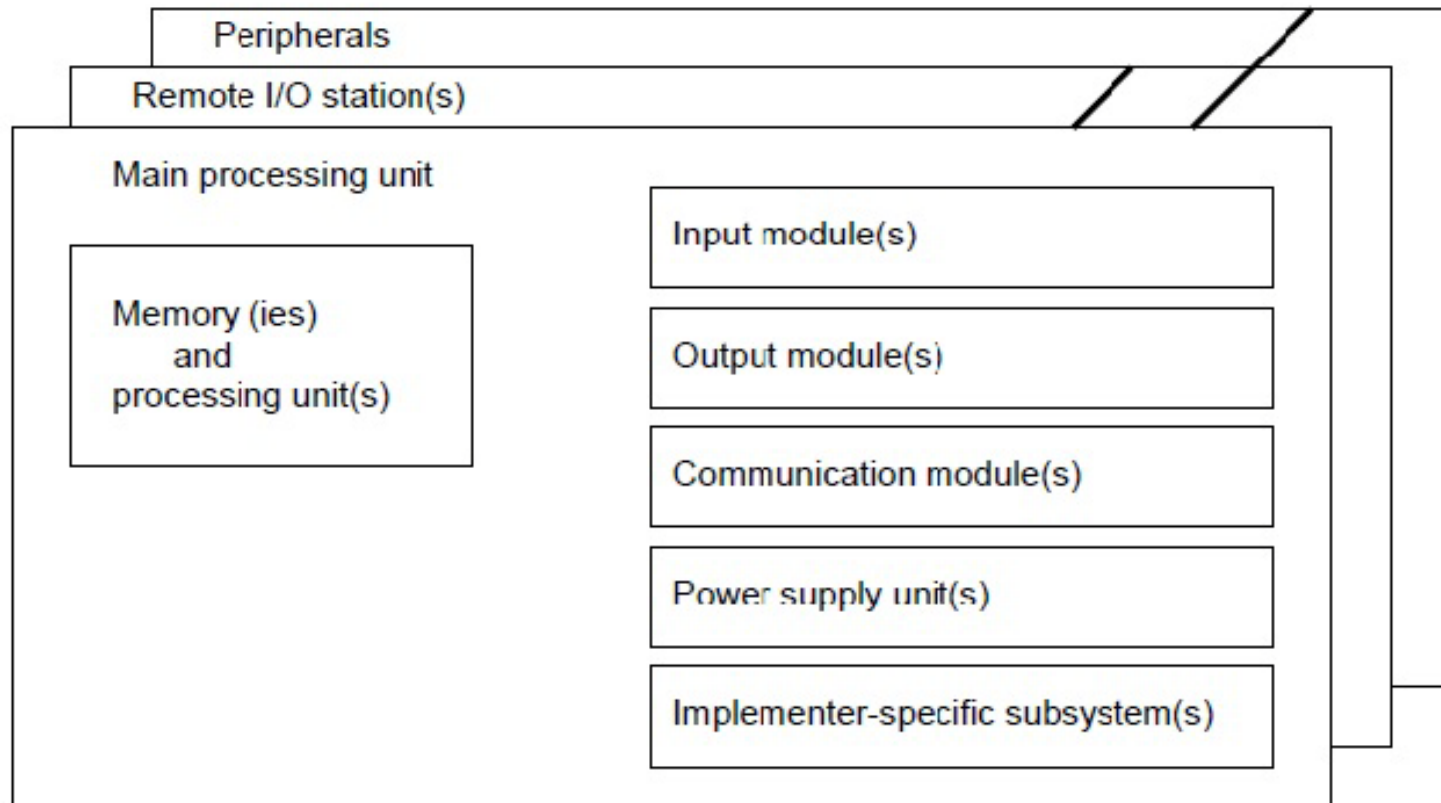 Peripherals
Remote I/O station(s)
Main processing unit
Memory (ies)
and
processing unit(s)
Input module(s)
Output module(s)
Communication module(s)
Power supply unit(s)
Implementer-specific subsystem(s)